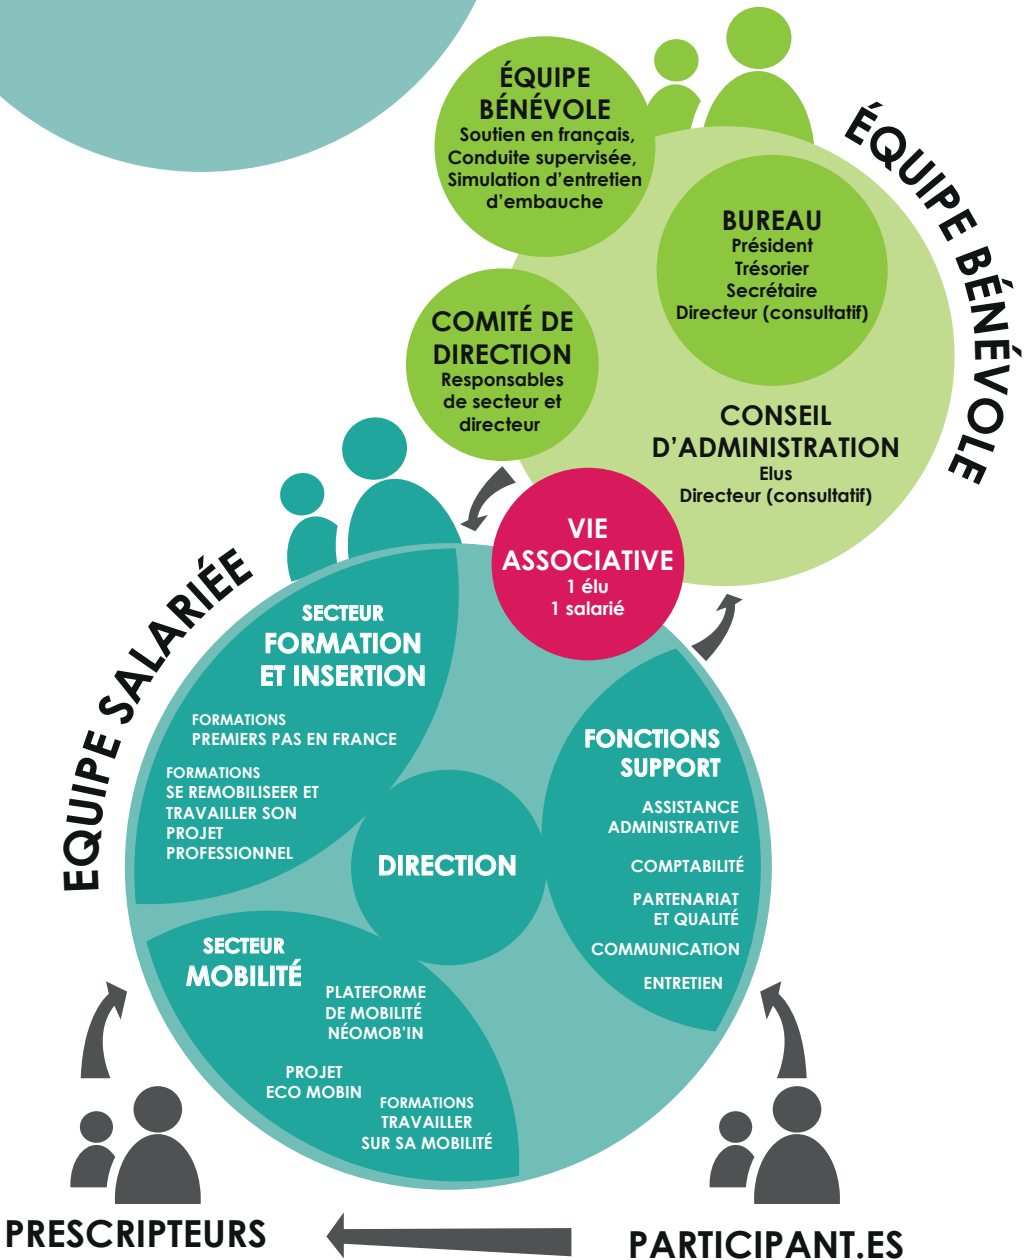 ÉQUIPE
BÉNÉVOLE
Soutien en français,
Conduite supervisée,
Simulation d'entretien
d'embauche
ÉQUIPE BÉNÉVOLE
BUREAU
Président
Trésorier
Secrétaire
Directeur (consultatif)
COMITÉ DE
DIRECTION
Responsables
de secteur et
directeur
CONSEIL
D'ADMINISTRATION
Elus
Directeur (consultatif)
VIE
ASSOCIATIVE
1 élu
1 salarié
EQUIPE SALARIÉE
SECTEUR
FORMATION
ET INSERTION
FORMATIONS
PREMIERS PAS EN FRANCE
FORMATIONS
SE REMOBILISEER ET
TRAVAILLER SON
PROJET
PROFESSIONNEL
FONCTIONS
SUPPORT
ASSISTANCE
ADMINISTRATIVE
COMPTABILITÉ
PARTENARIAT
ET QUALITÉ
COMMUNICATION
ENTRETIEN
DIRECTION
SECTEUR
MOBILITÉ
PLATEFORME
DE MOBILITÉ
NÉOMOB'IN
PROJET
ECO MOBIN
FORMATIONS
TRAVAILLER
SUR SA MOBILITÉ
PRESCRIPTEURS
PARTICIPANT.ES